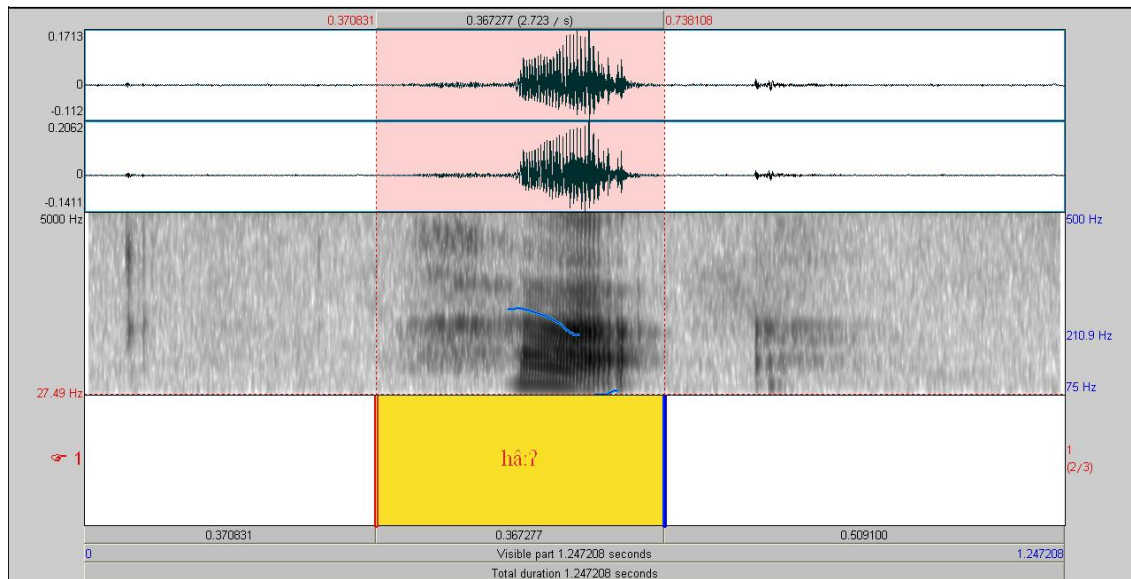 0.370831 0.367277 (2.723 / s) 0.738108
0.1713
0
-0.112
0.2062
0
-0.1411
5000 Hz 500 Hz
210.9 Hz
27.49 Hz 75 Hz
☞ 1 hâːʔ 1
(2/3)
0.370831 0.367277 0.509100
0 Visible part 1.247208 seconds 1.247208
Total duration 1.247208 seconds